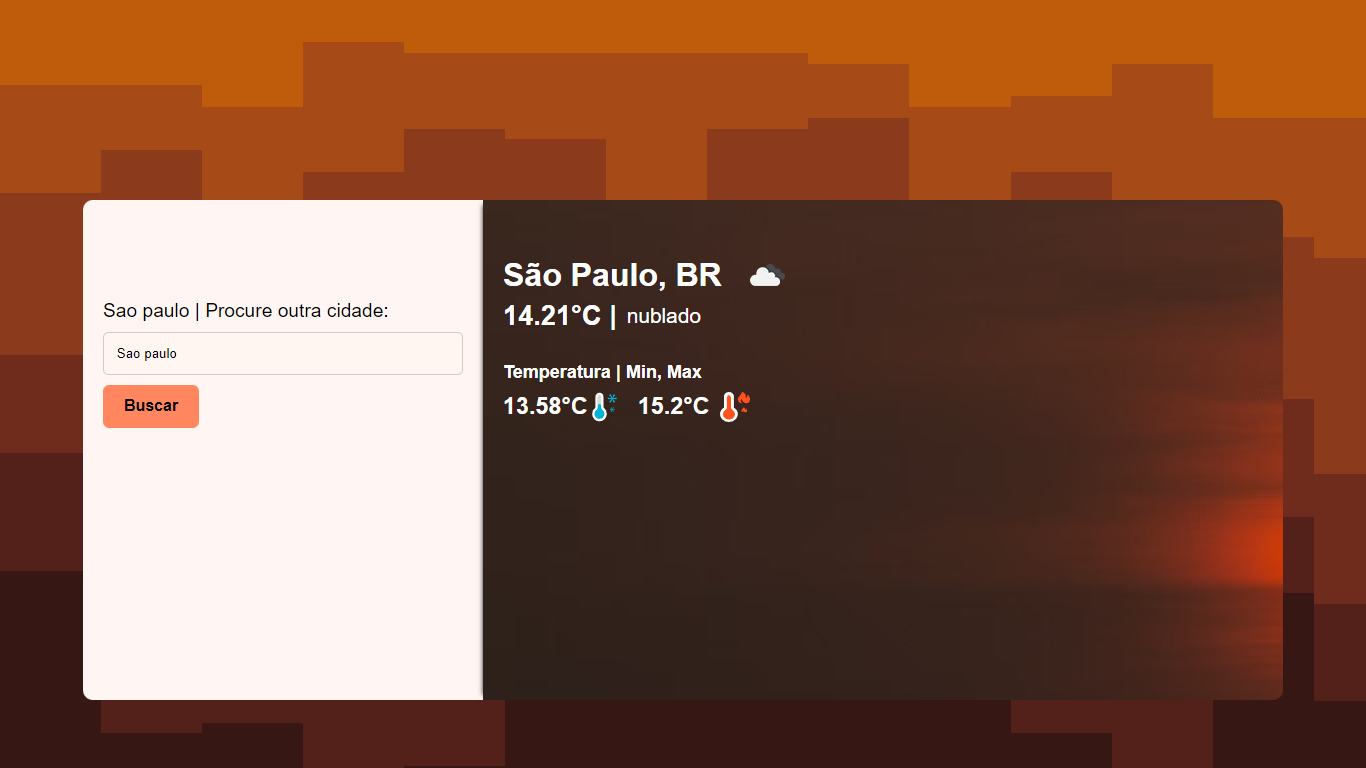 Sao paulo | Procure outra cidade:
Sao paulo
Buscar
São Paulo, BR
14.21°C | nublado
Temperatura | Min, Max
13.58°C 15.2°C